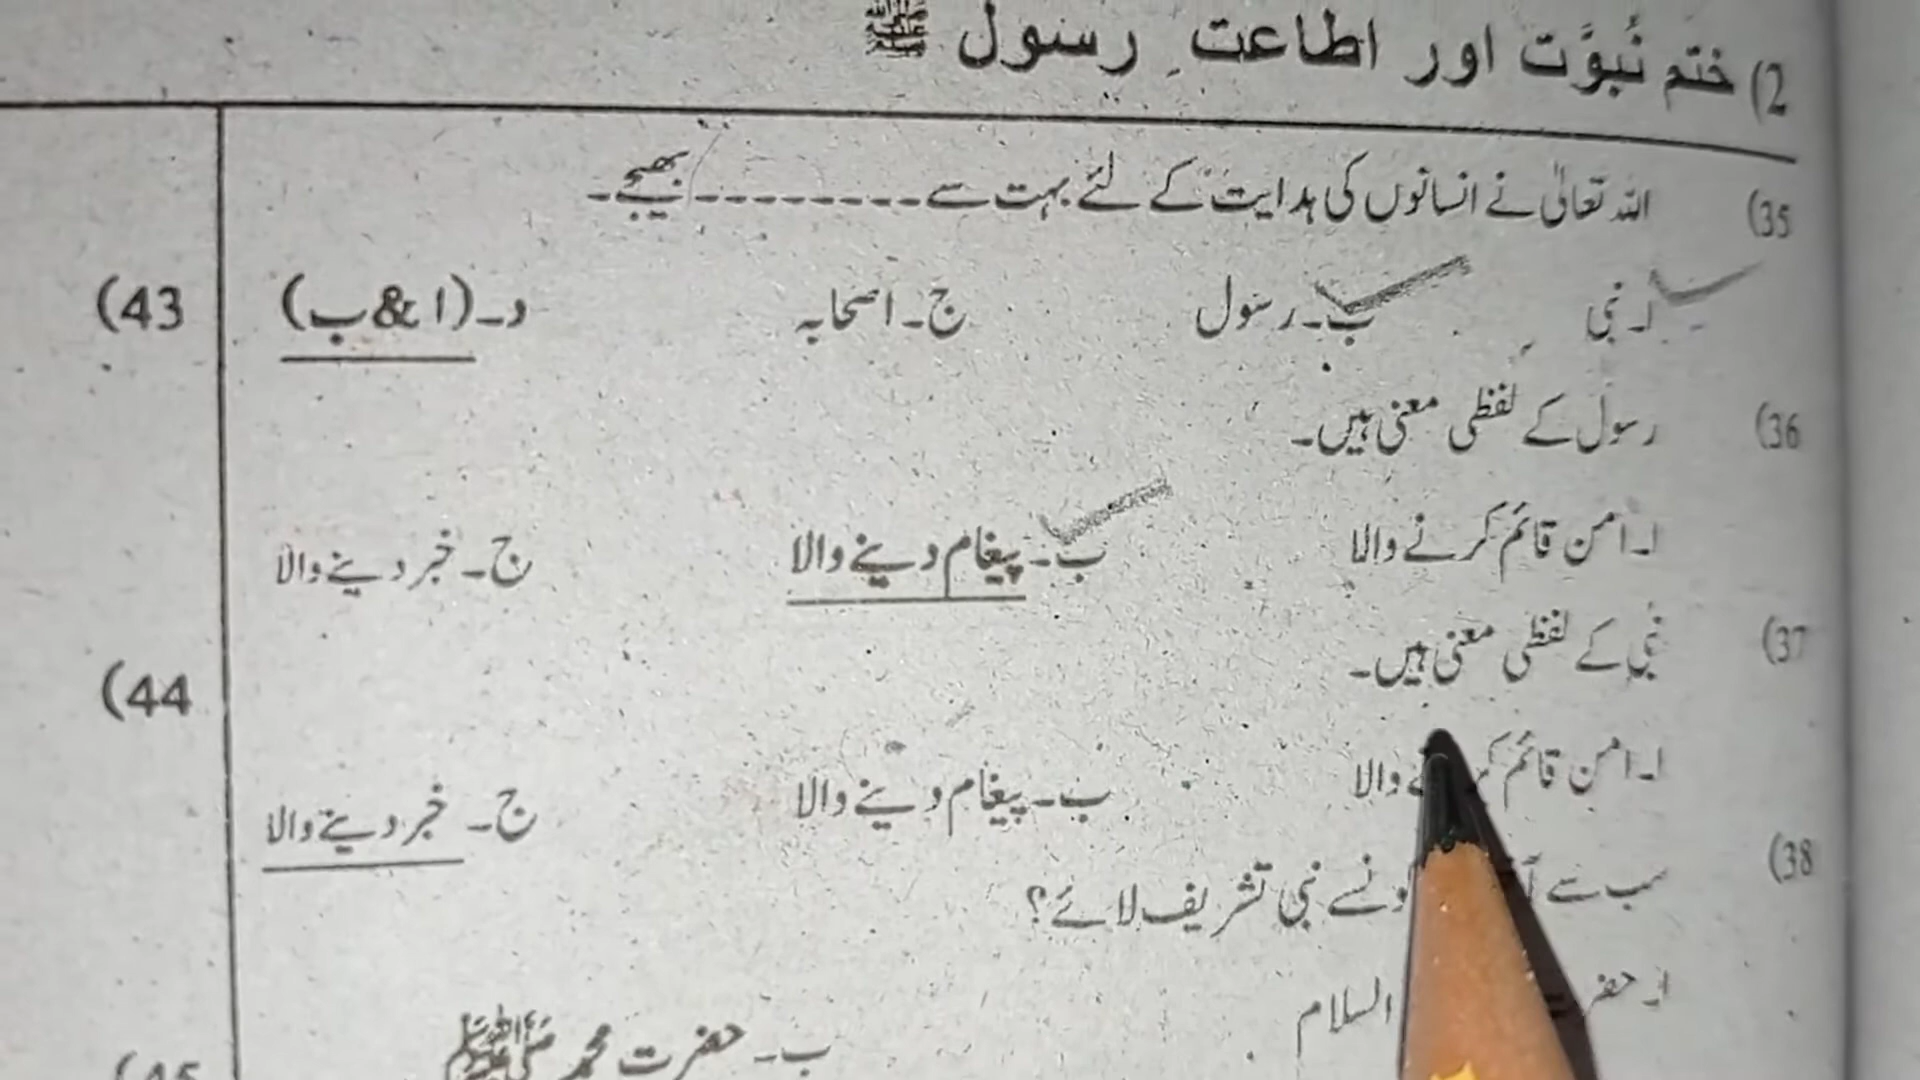 2) ختم نُبوَّت اور اطاعتِ رسول ﷺ
35) اللہ تعالیٰ نے انسانوں کی ہدایت کے لئے بہت سے --------- بھیجے۔
ا۔ نبی ب۔ رسول ج۔ اصحابہ د۔ (ا & ب)
43)
36) رسول کے لفظی معنی ہیں۔
ا۔ امن قائم کرنے والا ب۔ پیغام دینے والا ج۔ خبر دینے والا
37) نبی کے لفظی معنی ہیں۔
44)
ا۔ امن قائم والا ب۔ پیغام دینے والا ج۔ خبر دینے والا
38) سب سے نبی تشریف لائے؟
ا۔ السلام ب۔ حضرت محمد ﷺ
45)